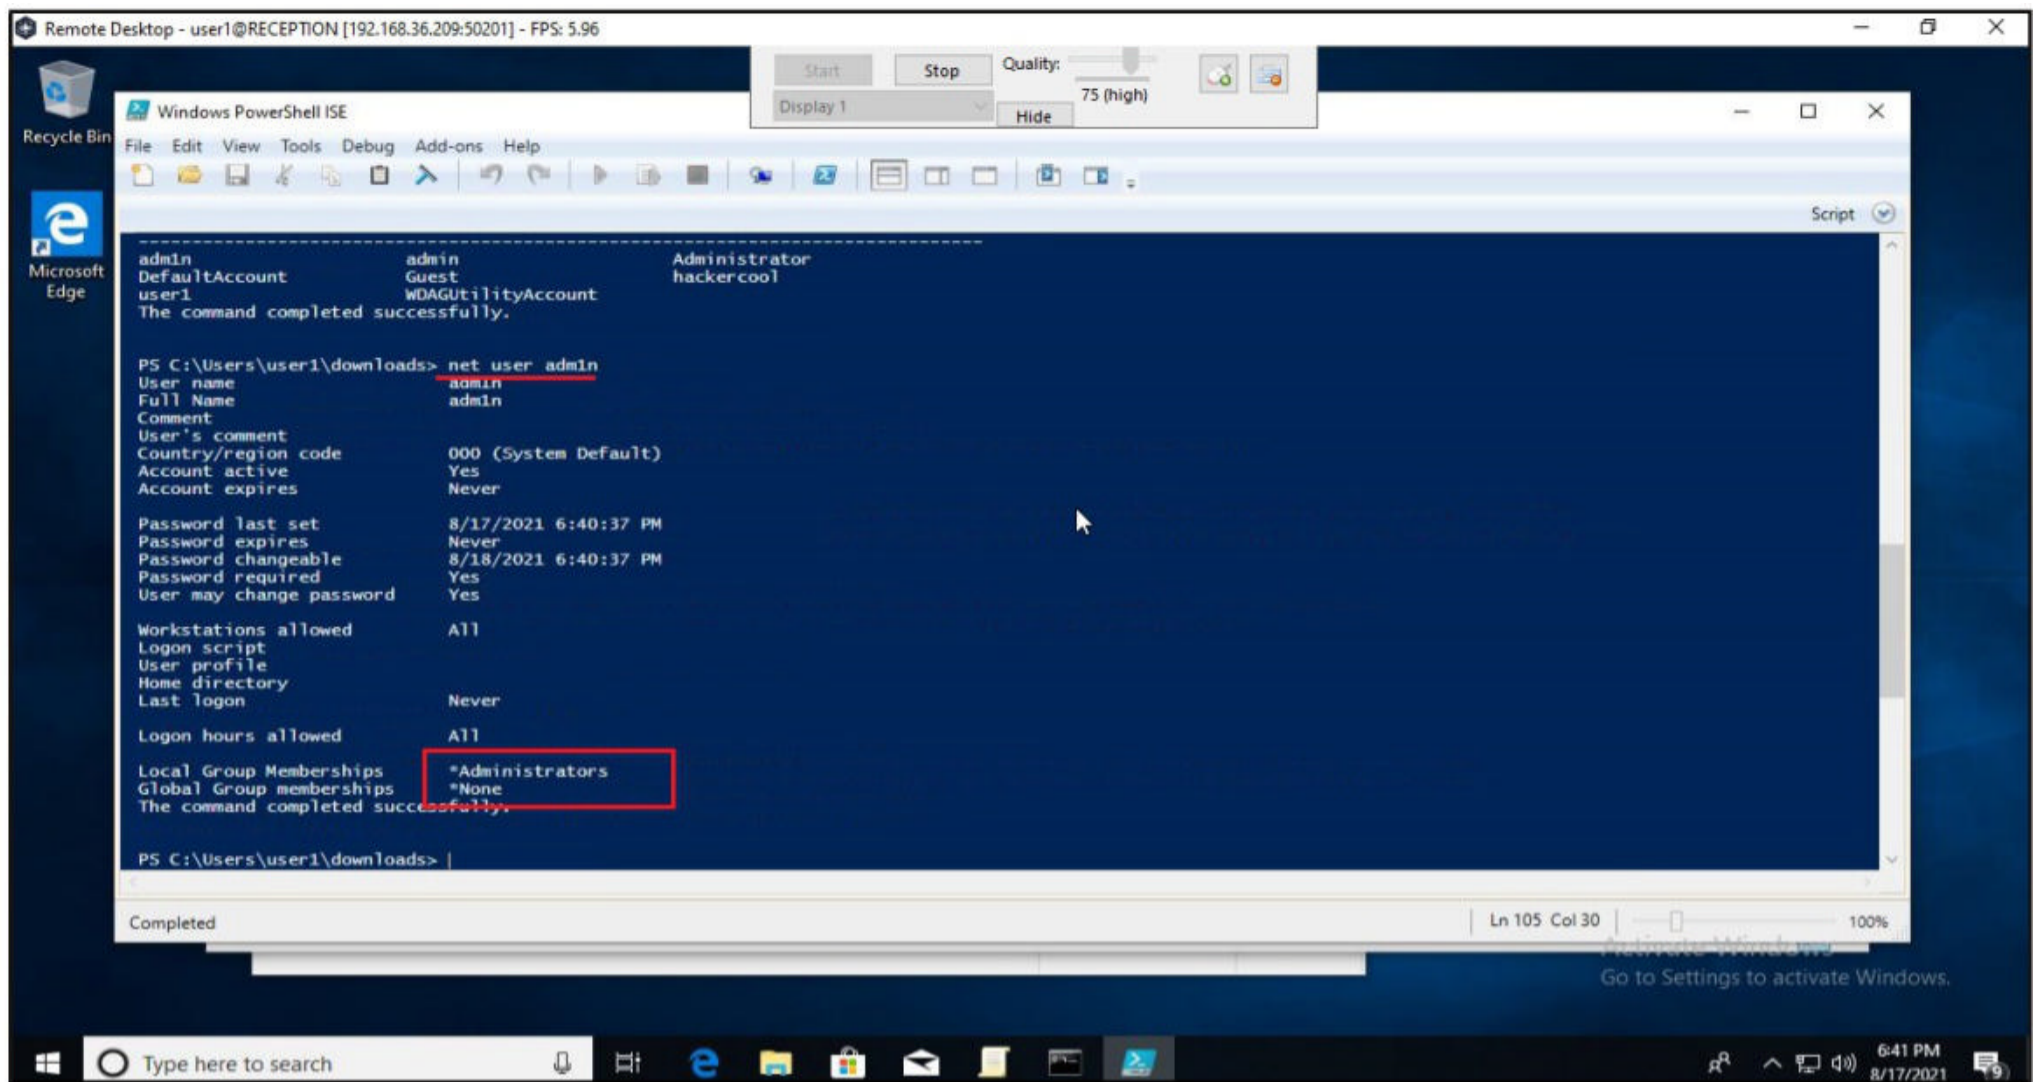 Remote Desktop - user1@RECEPTION [192.168.36.209:50201] - FPS: 5.96
Start Stop Quality:
75 (high)
Display 1 Hide
Recycle Bin
Microsoft
Edge
Windows PowerShell ISE
File Edit View Tools Debug Add-ons Help
Script
-------------------------------------------------------------------------------
adm1n admin Administrator
DefaultAccount Guest hackercool
user1 WDAGUtilityAccount
The command completed successfully.
PS C:\Users\user1\downloads> net user adm1n
User name adm1n
Full Name adm1n
Comment
User's comment
Country/region code 000 (System Default)
Account active Yes
Account expires Never
Password last set 8/17/2021 6:40:37 PM
Password expires Never
Password changeable 8/18/2021 6:40:37 PM
Password required Yes
User may change password Yes
Workstations allowed All
Logon script
User profile
Home directory
Last logon Never
Logon hours allowed All
Local Group Memberships *Administrators
Global Group memberships *None
The command completed successfully.
PS C:\Users\user1\downloads>
Completed
Ln 105 Col 30 100%
Activate Windows
Go to Settings to activate Windows.
Type here to search
6:41 PM
8/17/2021
9